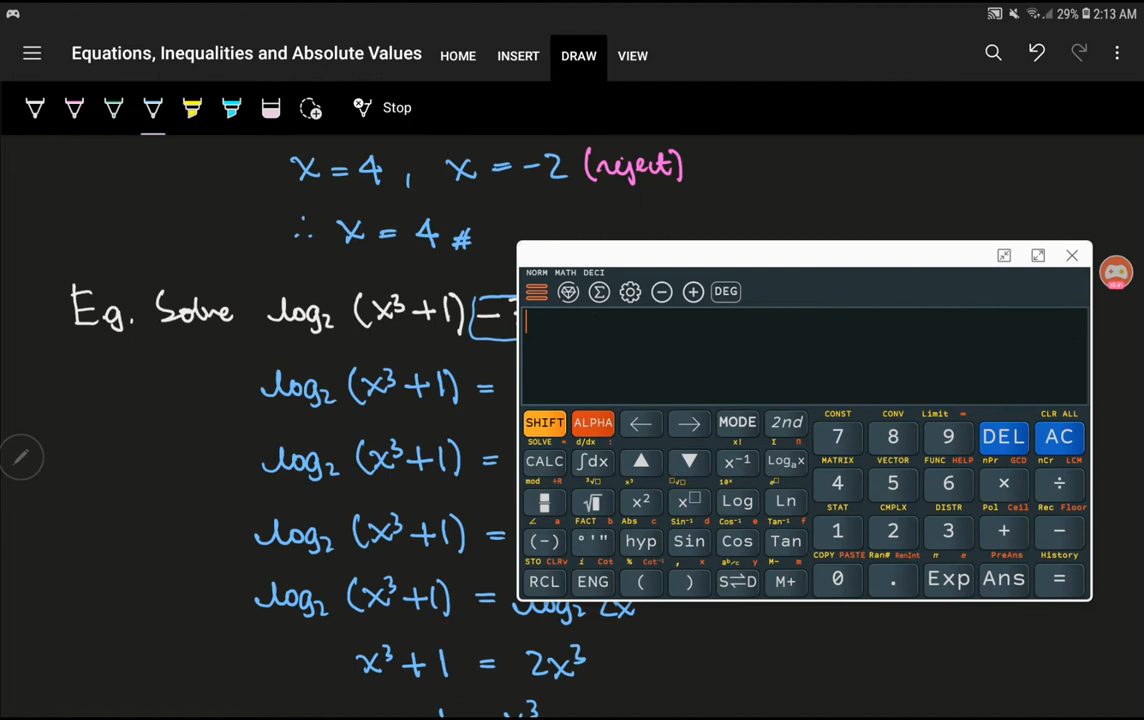 29% 2:13 AM
Equations, Inequalities and Absolute Values HOME INSERT DRAW VIEW
Stop
x = 4 , x = -2 (reject)
∴ x = 4 #
Eg. Solve log₂ (x³+1) -
log₂ (x³+1) =
log₂ (x³+1) =
log₂ (x³+1) =
log₂ (x³+1) = log₂ 2x
x³+1 = 2x³
x³
NORM MATH DECI
DEG
CONST CONV Limit ∞ CLR ALL
SHIFT ALPHA ← → MODE 2nd 7 8 9 DEL AC
SOLVE = d/dx : x! Σ Π MATRIX VECTOR FUNC HELP nPr GCD nCr LCM
CALC ∫dx ▲ ▼ x⁻¹ Logₐx 4 5 6 × ÷
mod ÷R ³√□ x³ □√□ 10ˣ eˣ STAT CMPLX DISTR Pol Ceil Rec Floor
√ x² x□ Log Ln 1 2 3 + −
∠ a FACT b Abs c Sin⁻¹ d Cos⁻¹ e Tan⁻¹ f COPY PASTE Ran# RanInt π e PreAns History
(-) °'" hyp Sin Cos Tan 0 . Exp Ans =
STO CLRv i Cot % Cot⁻¹ , x ab/c y M- m
RCL ENG ( ) S⇌D M+